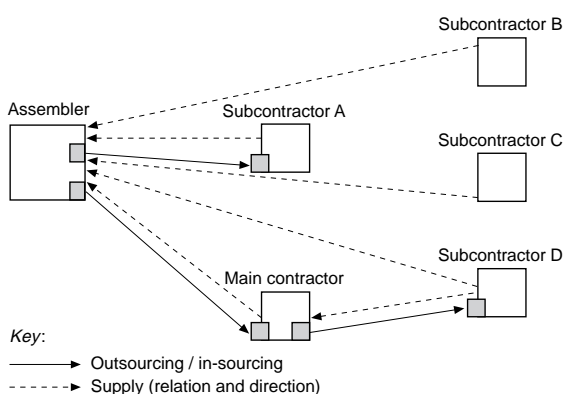 Subcontractor B
Assembler
Subcontractor A
Subcontractor C
Subcontractor D
Main contractor
Key:
Outsourcing / in-sourcing
Supply (relation and direction)